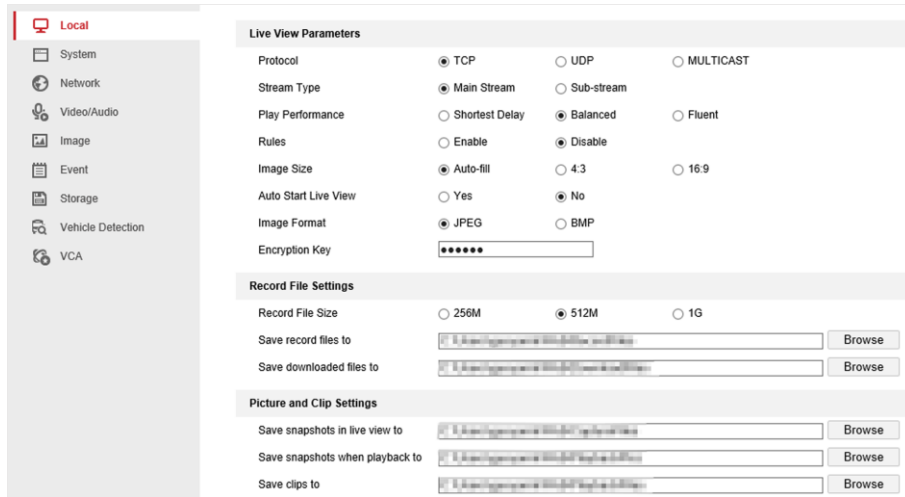 Local
System
Network
Video/Audio
Image
Event
Storage
Vehicle Detection
VCA
Live View Parameters
Protocol TCP UDP MULTICAST
Stream Type Main Stream Sub-stream
Play Performance Shortest Delay Balanced Fluent
Rules Enable Disable
Image Size Auto-fill 4:3 16:9
Auto Start Live View Yes No
Image Format JPEG BMP
Encryption Key ●●●●●●
Record File Settings
Record File Size 256M 512M 1G
Save record files to Browse
Save downloaded files to Browse
Picture and Clip Settings
Save snapshots in live view to Browse
Save snapshots when playback to Browse
Save clips to Browse